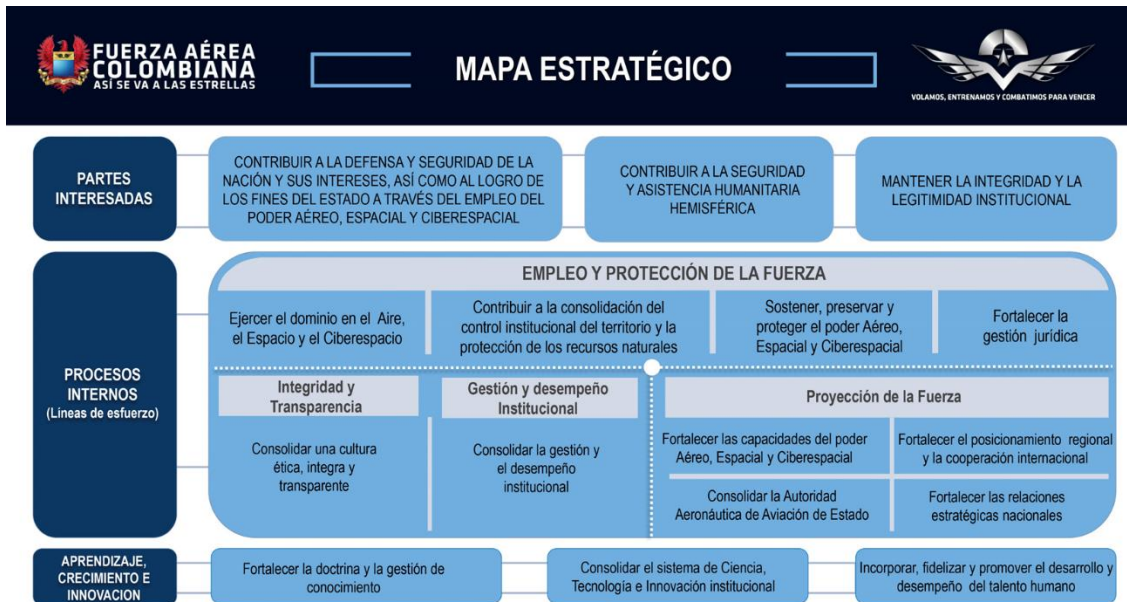 FUERZA AÉREA
COLOMBIANA
ASÍ SE VA A LAS ESTRELLAS
MAPA ESTRATÉGICO
VOLAMOS, ENTRENAMOS Y COMBATIMOS PARA VENCER
PARTES
INTERESADAS
CONTRIBUIR A LA DEFENSA Y SEGURIDAD DE LA
NACIÓN Y SUS INTERESES, ASÍ COMO AL LOGRO DE
LOS FINES DEL ESTADO A TRAVÉS DEL EMPLEO DEL
PODER AÉREO, ESPACIAL Y CIBERESPACIAL
CONTRIBUIR A LA SEGURIDAD
Y ASISTENCIA HUMANITARIA
HEMISFÉRICA
MANTENER LA INTEGRIDAD Y LA
LEGITIMIDAD INSTITUCIONAL
PROCESOS
INTERNOS
(Lineas de esfuerzo)
EMPLEO Y PROTECCIÓN DE LA FUERZA
Ejercer el dominio en el Aire,
el Espacio y el Ciberespacio
Contribuir a la consolidación del
control institucional del territorio y la
protección de los recursos naturales
Sostener, preservar y
proteger el poder Aéreo,
Espacial y Ciberespacial
Fortalecer la
gestión jurídica
Integridad y
Transparencia
Consolidar una cultura
ética, integra y
transparente
Gestión y desempeño
Institucional
Consolidar la gestión y
el desempeño
institucional
Proyección de la Fuerza
Fortalecer las capacidades del poder
Aéreo, Espacial y Ciberespacial
Fortalecer el posicionamiento regional
y la cooperación internacional
Consolidar la Autoridad
Aeronáutica de Aviación de Estado
Fortalecer las relaciones
estratégicas nacionales
APRENDIZAJE,
CRECIMIENTO E
INNOVACION
Fortalecer la doctrina y la gestión de
conocimiento
Consolidar el sistema de Ciencia,
Tecnología e Innovación institucional
Incorporar, fidelizar y promover el desarrollo y
desempeño del talento humano